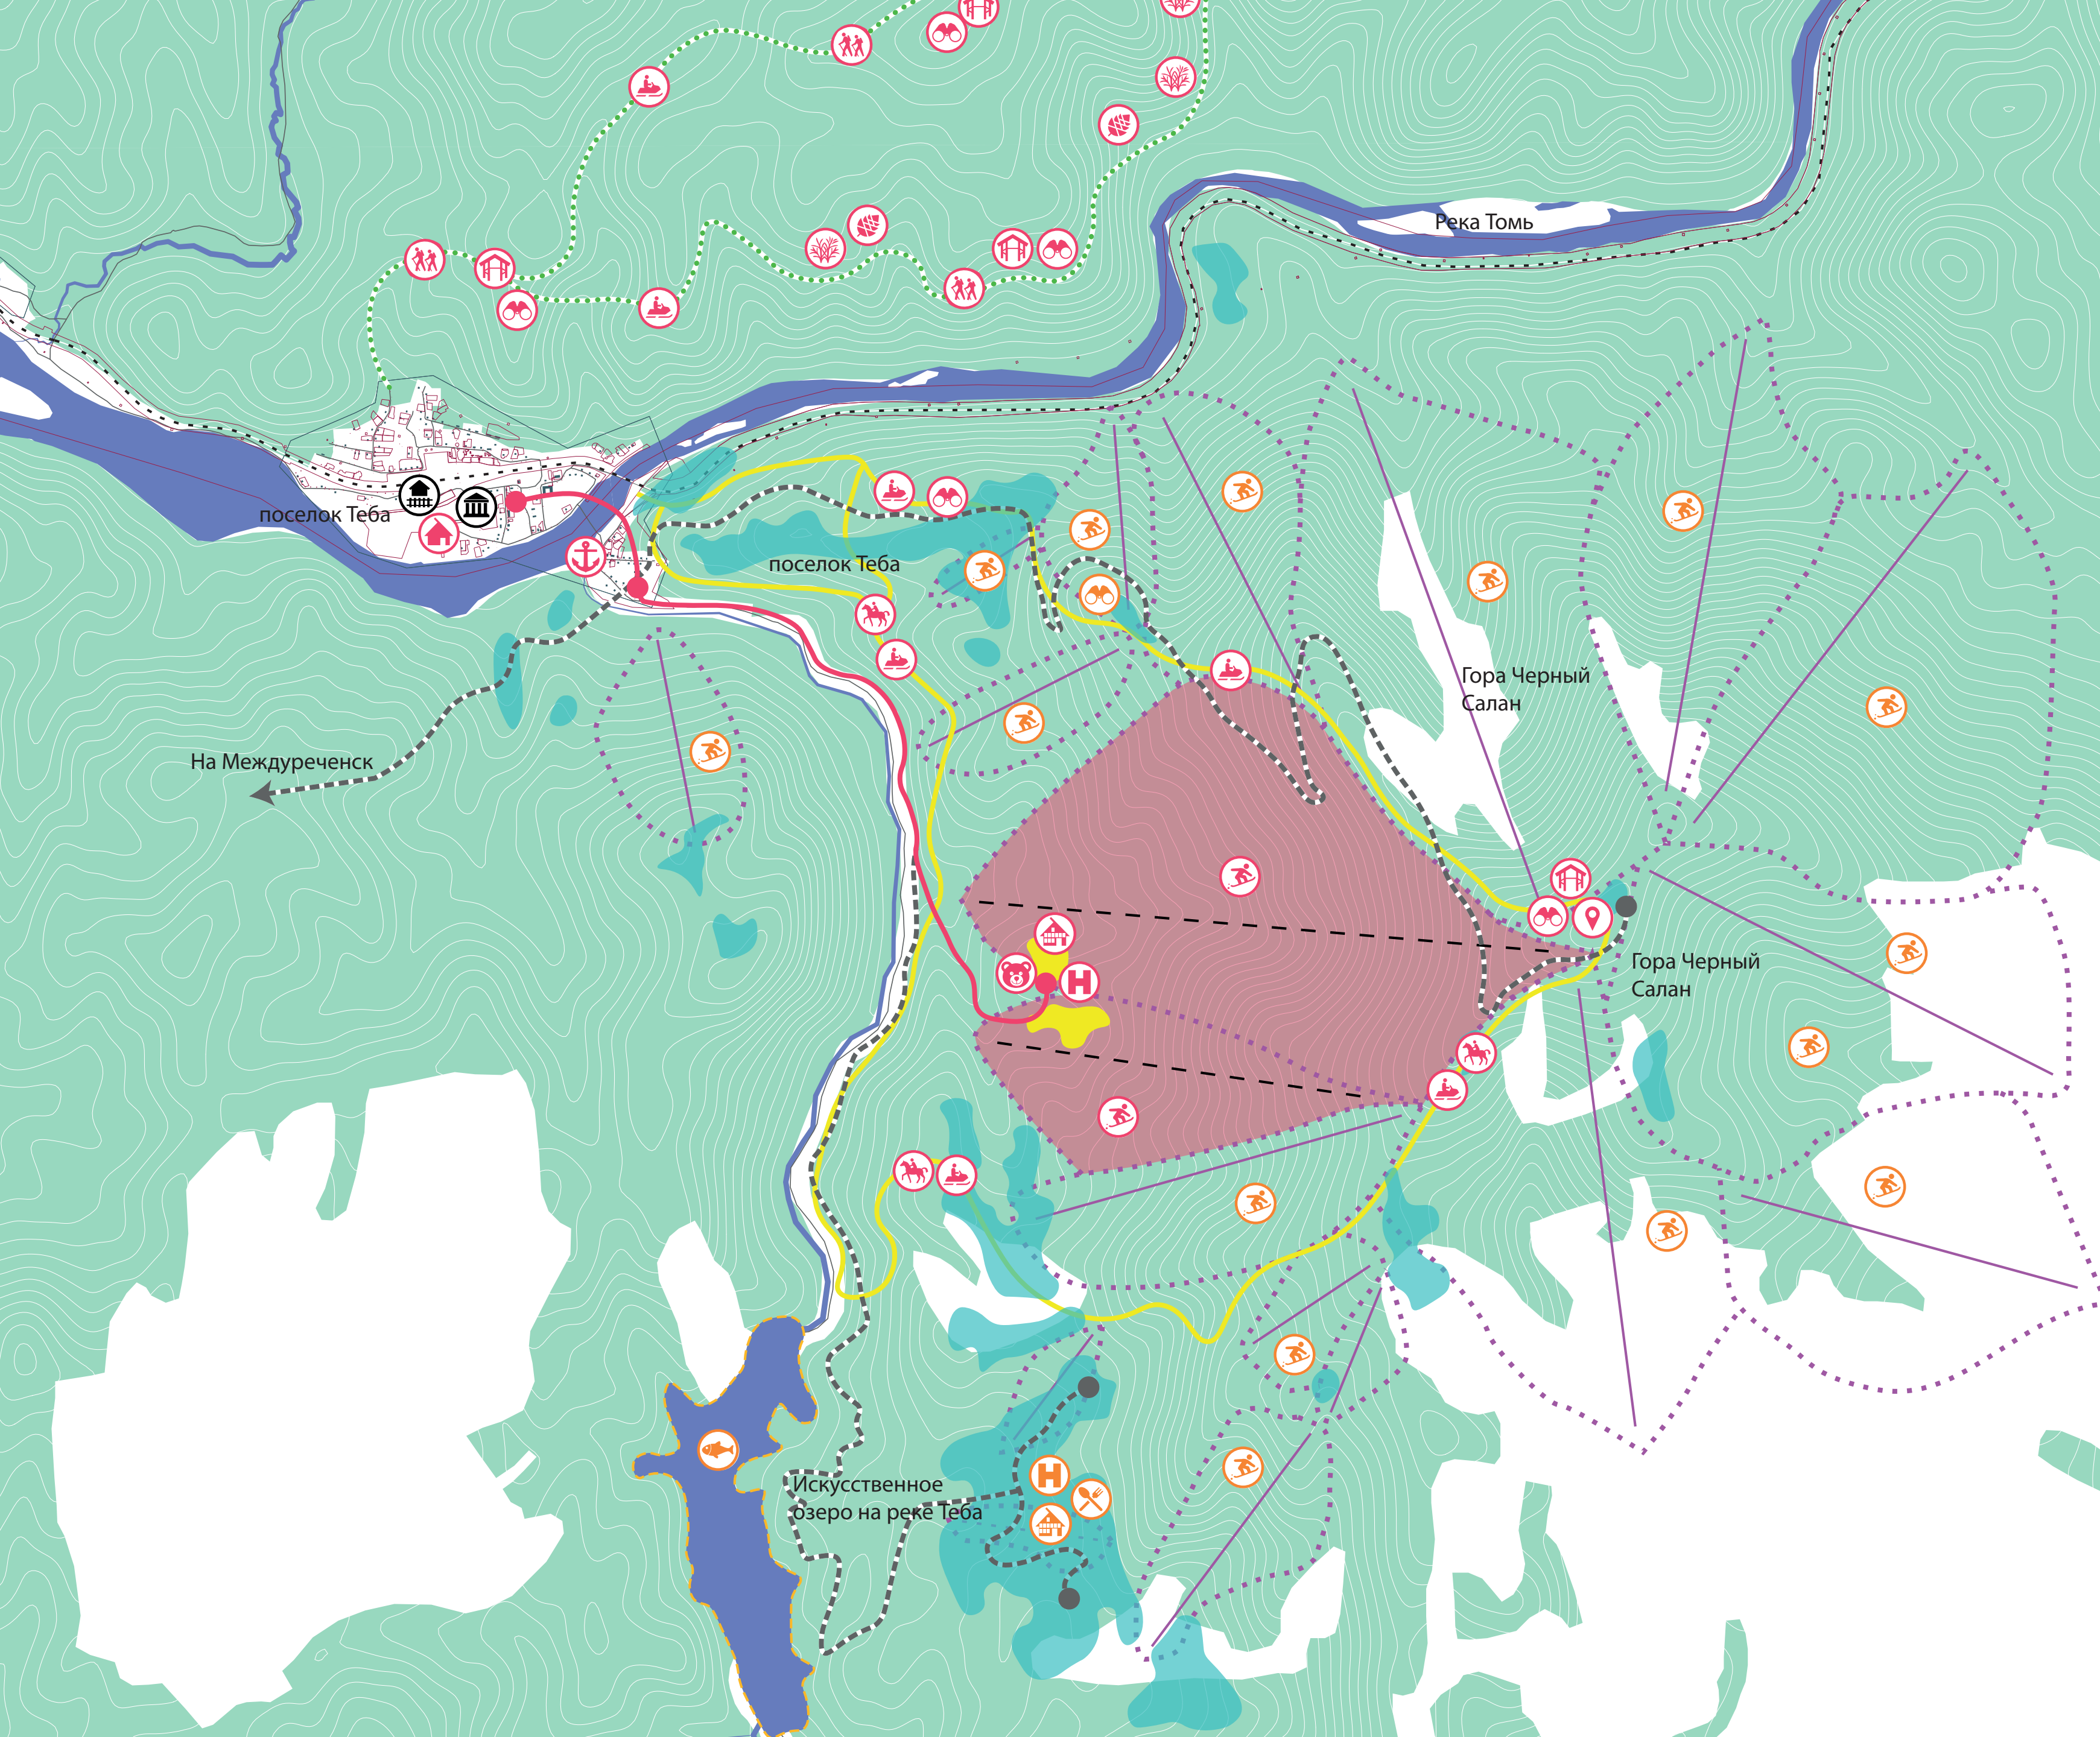 Река Томь
поселок Теба
поселок Теба
Гора Черный
Салан
На Междуреченск
Гора Черный
Салан
Искусственное
озеро на реке Теба